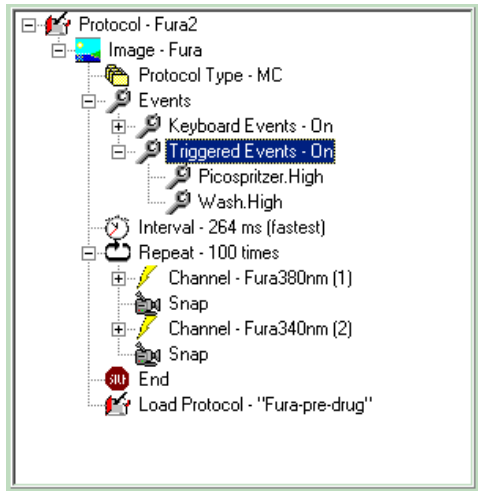 Protocol - Fura2
Image - Fura
Protocol Type - MC
Events
Keyboard Events - On
Triggered Events - On
Picospritzer.High
Wash.High
Interval - 264 ms (fastest)
Repeat - 100 times
Channel - Fura380nm (1)
Snap
Channel - Fura340nm (2)
Snap
STOP End
Load Protocol - "Fura-pre-drug"